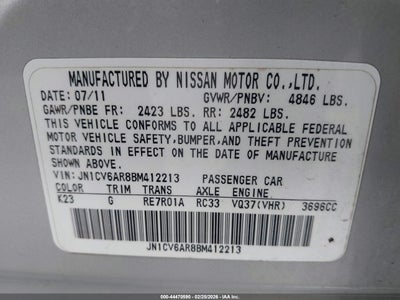 MANUFACTURED BY NISSAN MOTOR CO.,LTD.
DATE: 07/11 GVWR/PNBV: 4846 LBS.
GAWR/PNBE FR: 2423 LBS. RR: 2482 LBS.
THIS VEHICLE CONFORMS TO ALL APPLICABLE FEDERAL
MOTOR VEHICLE SAFETY,BUMPER,AND THEFT PREVENTION
STANDARDS IN EFFECT ON THE DATE OF MANUFACTURE
SHOWN ABOVE.
VIN: JN1CV6AR8BM412213 PASSENGER CAR
COLOR TRIM TRANS AXLE ENGINE
K23 G RE7R01A RC33 VQ37(VHR) 3696CC
JN1CV6AR8BM412213
000-44470590 - 02/25/2026 - IAAI.COM